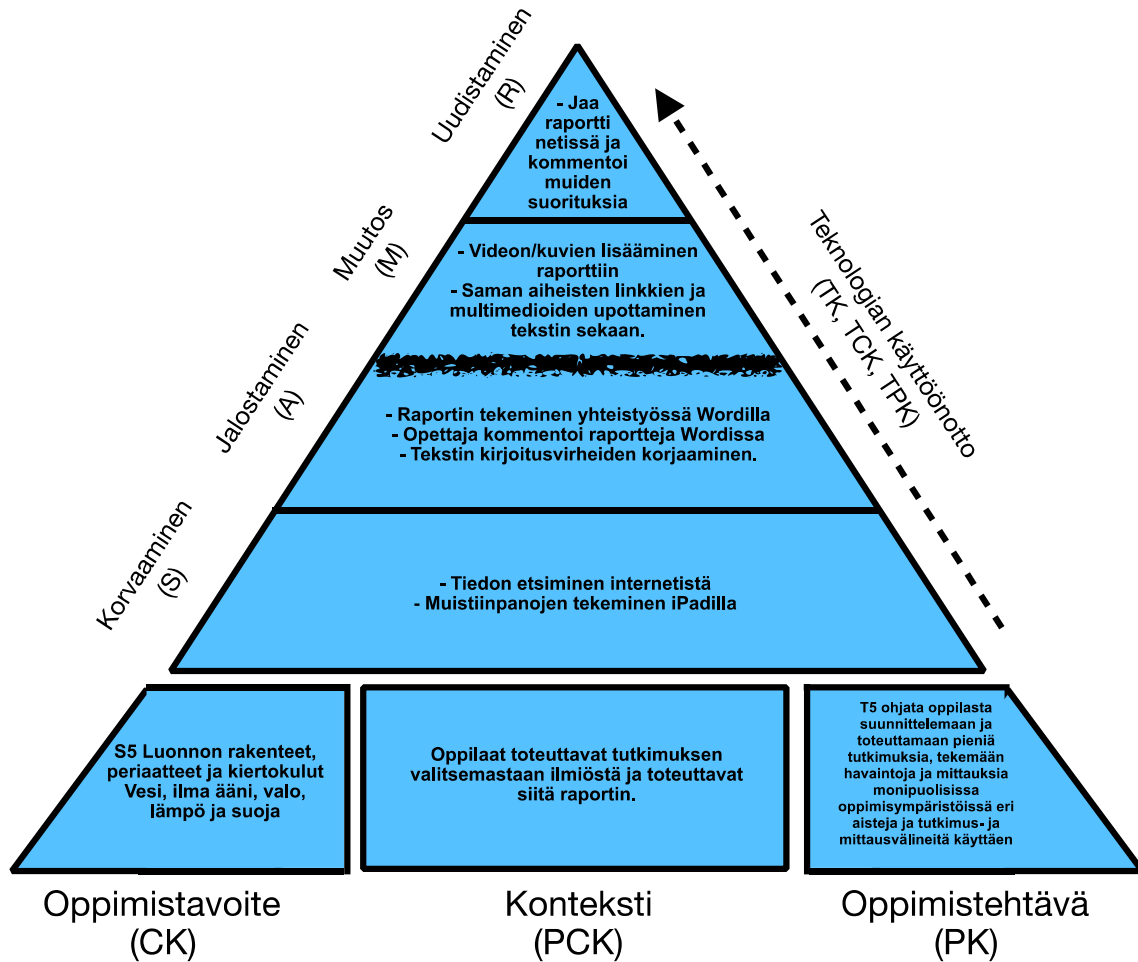 Uudistaminen
(R)
- Jaa
raportti
netissä ja
kommentoi
muiden
suorituksia
Muutos
(M)
- Videon/kuvien lisääminen
raporttiin
- Saman aiheisten linkkien ja
multimedioiden upottaminen
tekstin sekaan.
Teknologian käyttöönotto
(TK, TCK, TPK)
Jalostaminen
(A)
- Raportin tekeminen yhteistyössä Wordilla
- Opettaja kommentoi raportteja Wordissa
- Tekstin kirjoitusvirheiden korjaaminen.
Korvaaminen
(S)
- Tiedon etsiminen internetistä
- Muistiinpanojen tekeminen iPadilla
S5 Luonnon rakenteet,
periaatteet ja kiertokulut
Vesi, ilma ääni, valo,
lämpö ja suoja
Oppilaat toteuttavat tutkimuksen
valitsemastaan ilmiöstä ja toteuttavat
siitä raportin.
T5 ohjata oppilasta
suunnittelemaan ja
toteuttamaan pieniä
tutkimuksia, tekemään
havaintoja ja mittauksia
monipuolisissa
oppimisympäristöissä eri
aisteja ja tutkimus- ja
mittausvälineitä käyttäen
Oppimistavoite
(CK)
Konteksti
(PCK)
Oppimistehtävä
(PK)